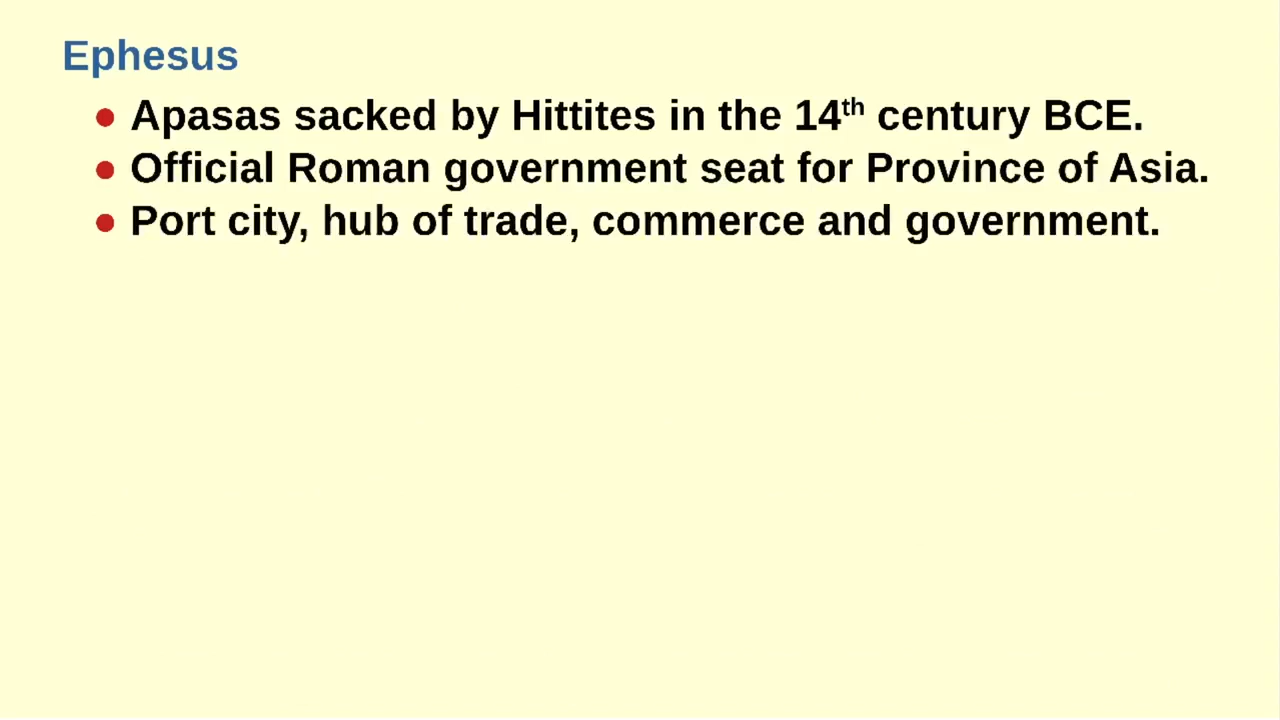 Ephesus
● Apasas sacked by Hittites in the 14th century BCE.
● Official Roman government seat for Province of Asia.
● Port city, hub of trade, commerce and government.